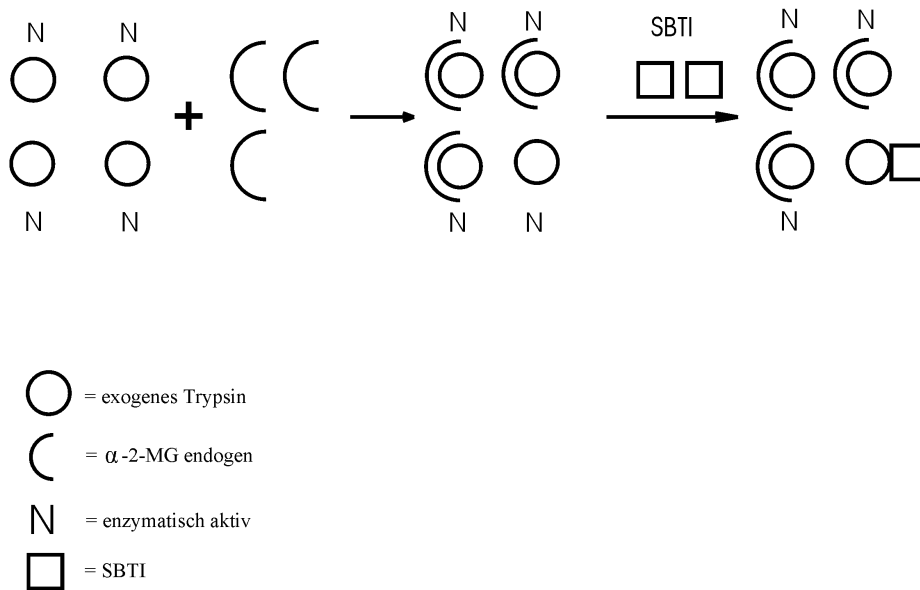 N N N N SBTI N N
N N N N N
= exogenes Trypsin
= α-2-MG endogen
N = enzymatisch aktiv
= SBTI